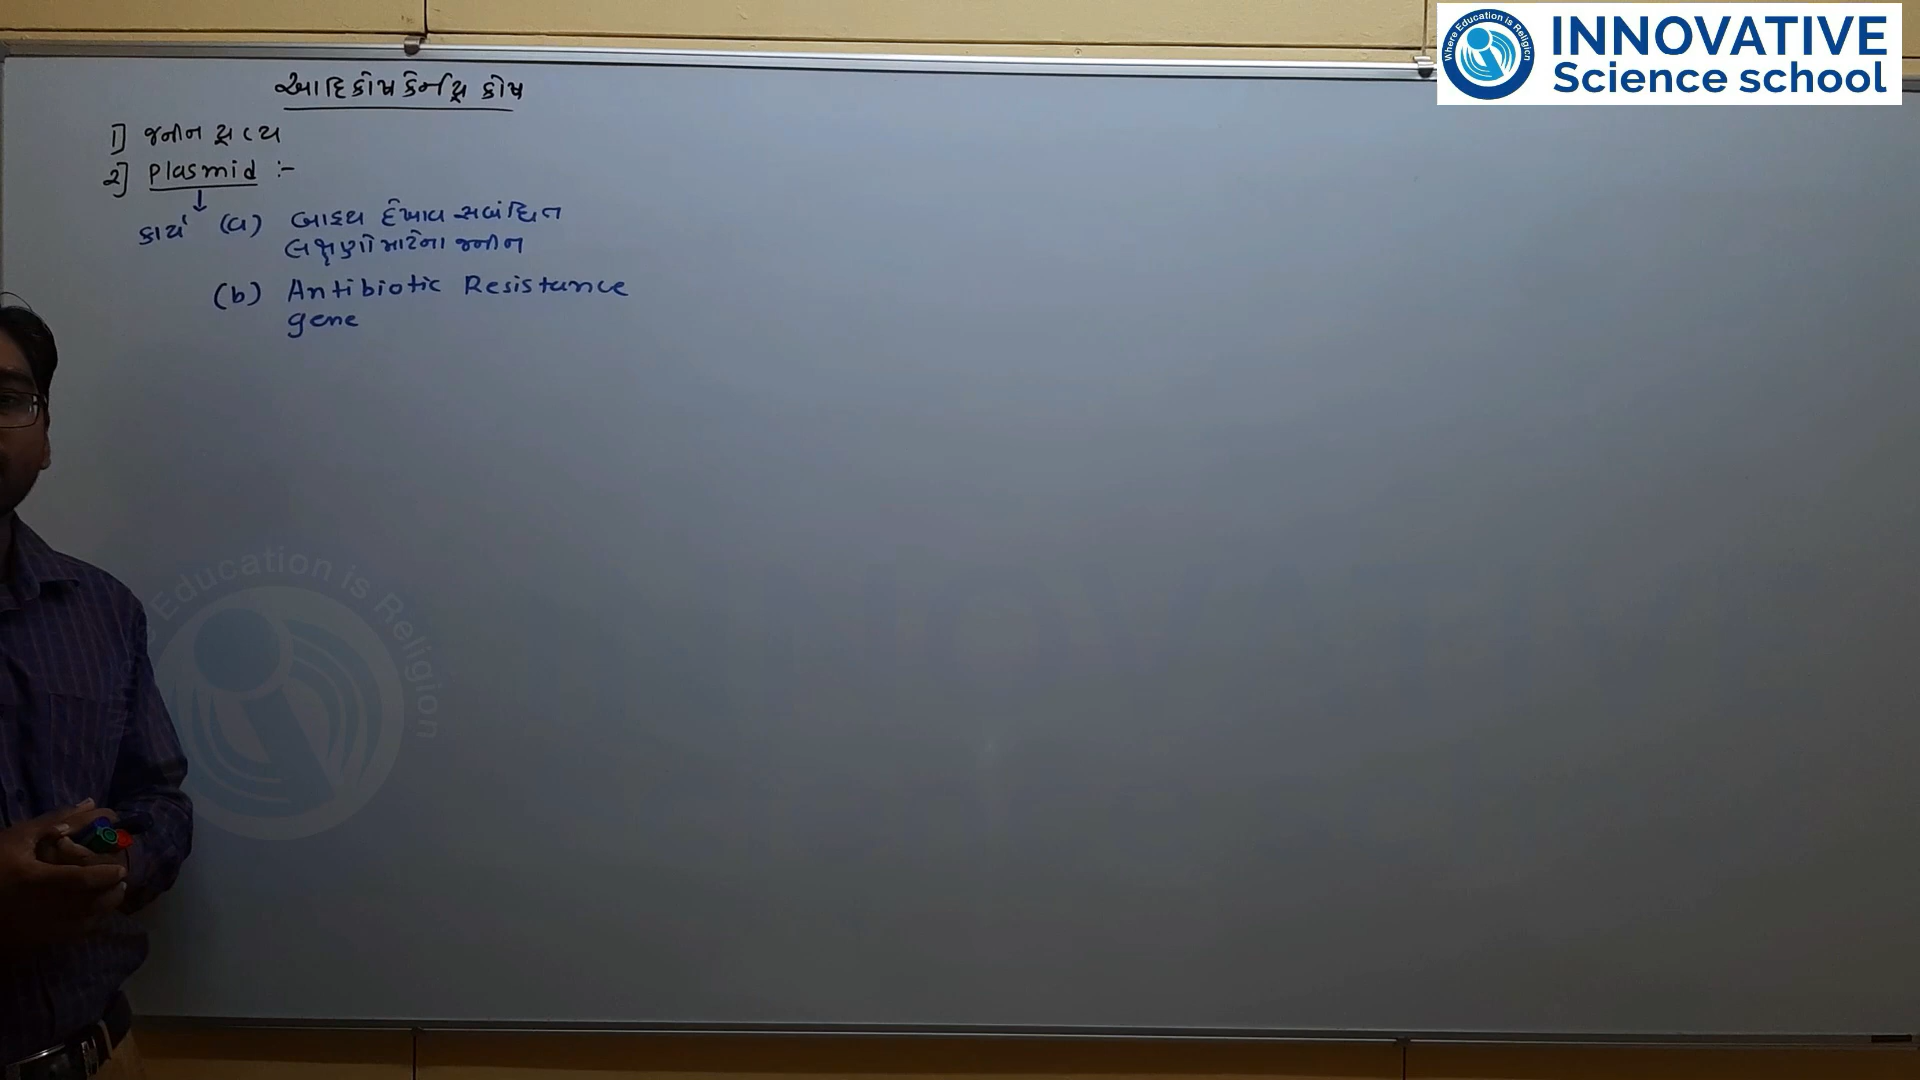 Where Education is Religion
INNOVATIVE
Science school
આદિકોષકેન્દ્રિય કોષ
1] જનીન દ્રવ્ય
2] Plasmid :-
કાર્ય (a) બાહ્ય દેખાવ સબંધિત
લક્ષણો માટેના જનીન
(b) Antibiotic Resistance
gene
Education is Religion